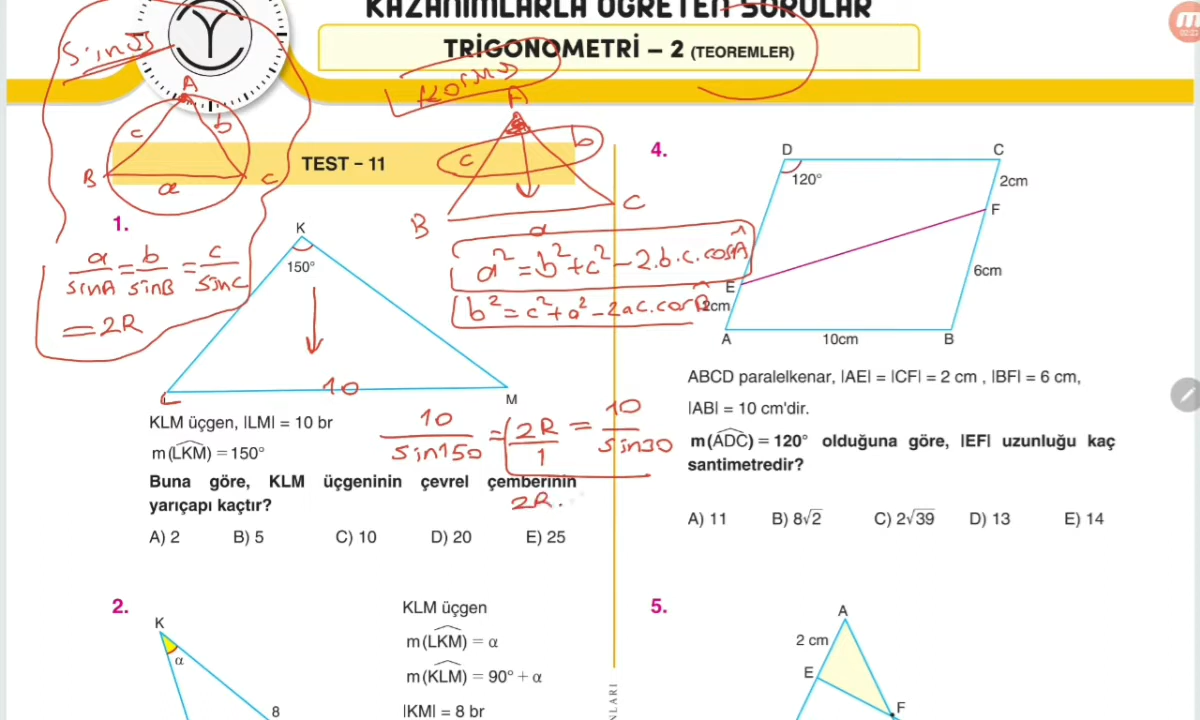 KAZANIMLARLA ÖĞRETEN SORULAR
TRİGONOMETRİ – 2 (TEOREMLER)
Sinüs
Kosinüs
A
c
b
B
a
C
A
c
b
B
a
C
TEST – 11
1.
K
150°
10
L
M
a/sinA = b/sinB = c/sinC
= 2R
a² = b² + c² - 2.b.c.cosÂ
b² = c² + a² - 2ac.cosB̂
KLM üçgen, |LM| = 10 br
m(LKM) = 150°
Buna göre, KLM üçgeninin çevrel çemberinin
yarıçapı kaçtır?
10/sin150 = 2R/1 = 10/sin30
2R.
A) 2 B) 5 C) 10 D) 20 E) 25
2.
K
α
8
KLM üçgen
m(LKM) = α
m(KLM) = 90° + α
|KM| = 8 br
4.
D
C
120°
2cm
F
6cm
E
2cm
A
10cm
B
ABCD paralelkenar, |AE| = |CF| = 2 cm , |BF| = 6 cm,
|AB| = 10 cm'dir.
m(ADC) = 120° olduğuna göre, |EF| uzunluğu kaç
santimetredir?
A) 11 B) 8√2 C) 2√39 D) 13 E) 14
5.
A
2 cm
E
F
NLARI